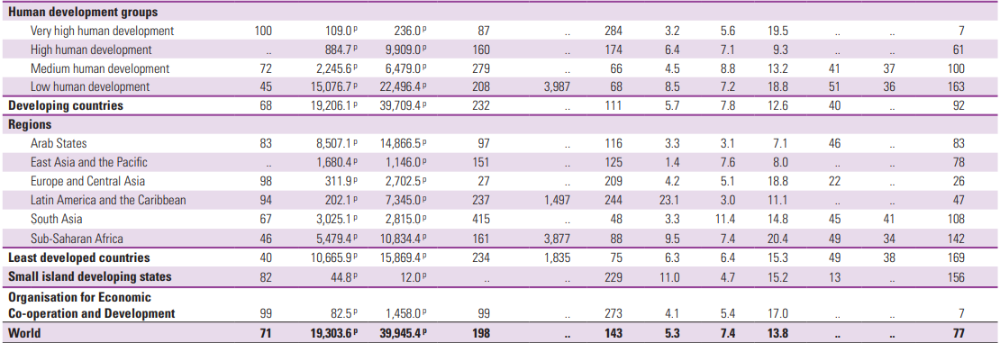 Human development groups
Very high human development 100 109.0 p 236.0 p 87 .. 284 3.2 5.6 19.5 .. .. 7
High human development .. 884.7 p 9,909.0 p 160 .. 174 6.4 7.1 9.3 .. .. 61
Medium human development 72 2,245.6 p 6,479.0 p 279 .. 66 4.5 8.8 13.2 41 37 100
Low human development 45 15,076.7 p 22,496.4 p 208 3,987 68 8.5 7.2 18.8 51 36 163
Developing countries 68 19,206.1 p 39,709.4 p 232 .. 111 5.7 7.8 12.6 40 .. 92
Regions
Arab States 83 8,507.1 p 14,866.5 p 97 .. 116 3.3 3.1 7.1 46 .. 83
East Asia and the Pacific .. 1,680.4 p 1,146.0 p 151 .. 125 1.4 7.6 8.0 .. .. 78
Europe and Central Asia 98 311.9 p 2,702.5 p 27 .. 209 4.2 5.1 18.8 22 .. 26
Latin America and the Caribbean 94 202.1 p 7,345.0 p 237 1,497 244 23.1 3.0 11.1 .. .. 47
South Asia 67 3,025.1 p 2,815.0 p 415 .. 48 3.3 11.4 14.8 45 41 108
Sub-Saharan Africa 46 5,479.4 p 10,834.4 p 161 3,877 88 9.5 7.4 20.4 49 34 142
Least developed countries 40 10,665.9 p 15,869.4 p 234 1,835 75 6.3 6.4 15.3 49 38 169
Small island developing states 82 44.8 p 12.0 p .. .. 229 11.0 4.7 15.2 13 .. 156
Organisation for Economic
Co-operation and Development 99 82.5 p 1,458.0 p 99 .. 273 4.1 5.4 17.0 .. .. 7
World 71 19,303.6 p 39,945.4 p 198 .. 143 5.3 7.4 13.8 .. .. 77